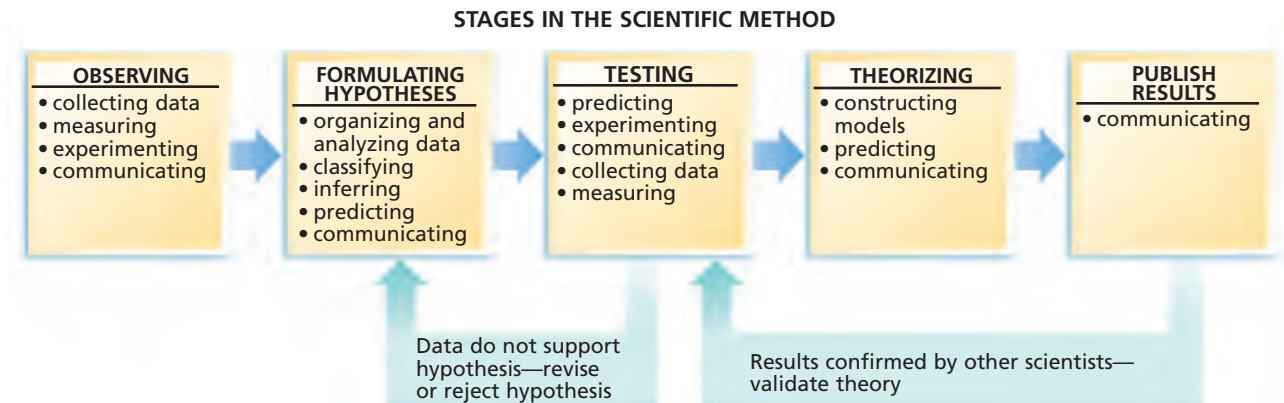 STAGES IN THE SCIENTIFIC METHOD
OBSERVING
• collecting data
• measuring
• experimenting
• communicating
FORMULATING
HYPOTHESES
• organizing and
analyzing data
• classifying
• inferring
• predicting
• communicating
TESTING
• predicting
• experimenting
• communicating
• collecting data
• measuring
THEORIZING
• constructing
models
• predicting
• communicating
PUBLISH
RESULTS
• communicating
Data do not support
hypothesis—revise
or reject hypothesis
Results confirmed by other scientists—
validate theory